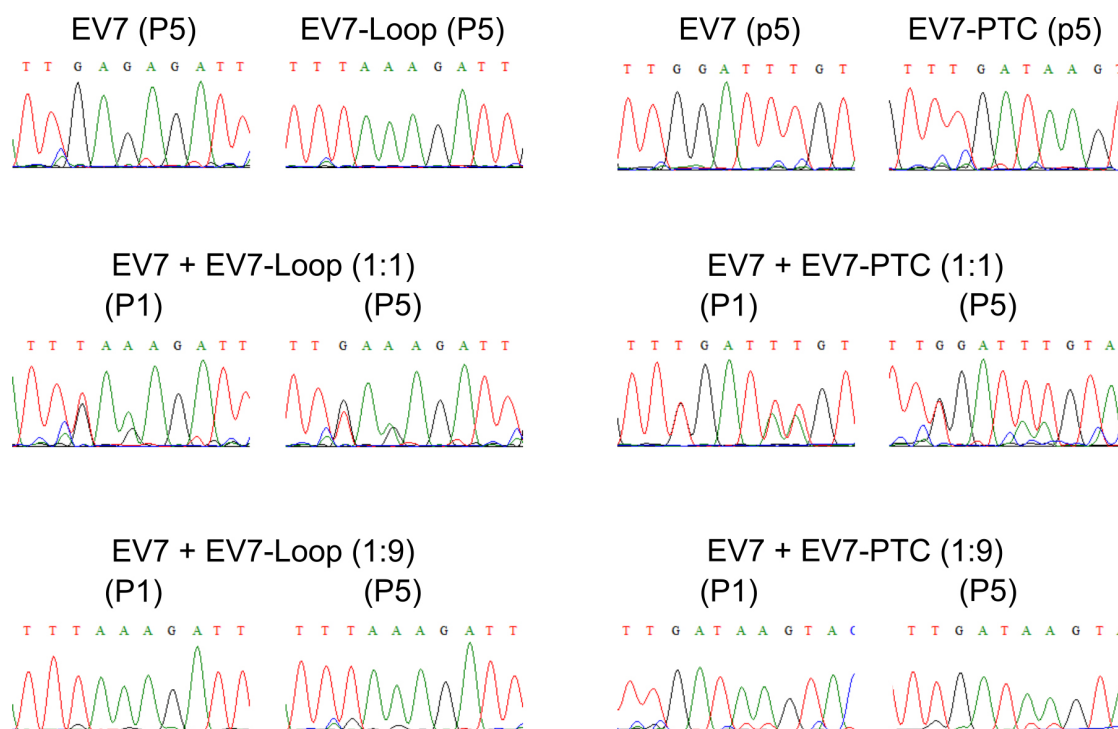 EV7 (P5) EV7-Loop (P5) EV7 (p5) EV7-PTC (p5)
T T G A G A G A T T T T T A A A G A T T T T G G A T T T G T T T T G A T A A G T
EV7 + EV7-Loop (1:1) EV7 + EV7-PTC (1:1)
(P1) (P5) (P1) (P5)
T T T A A A G A T T T T G A A A G A T T T T T G A T T T G T T T G G A T T T G T A
EV7 + EV7-Loop (1:9) EV7 + EV7-PTC (1:9)
(P1) (P5) (P1) (P5)
T T T A A A G A T T T T T A A A G A T T T T G A T A A G T A C T T G A T A A G T A